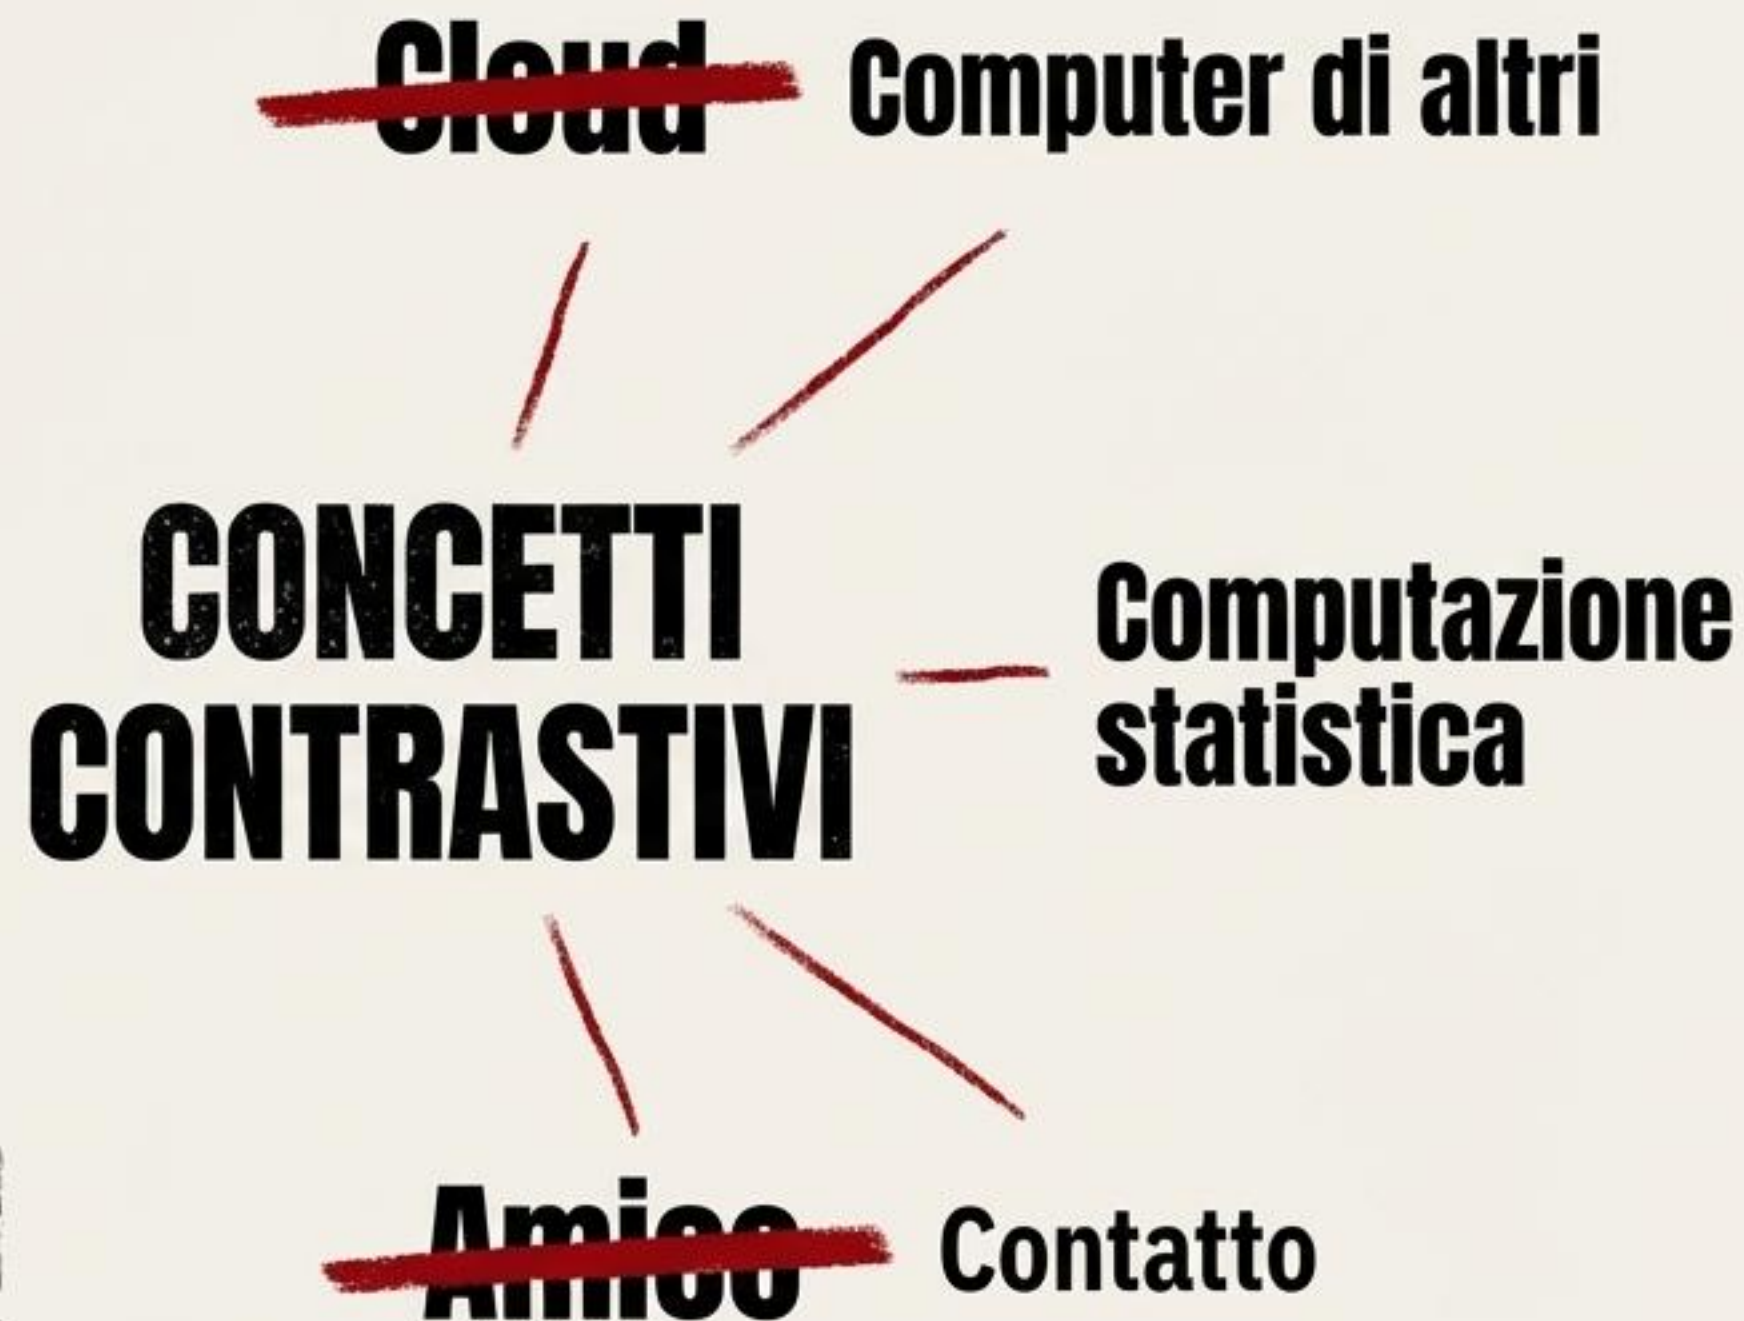 Cloud Computer di altri
CONCETTI
CONTRASTIVI
Computazione
statistica
Amico Contatto